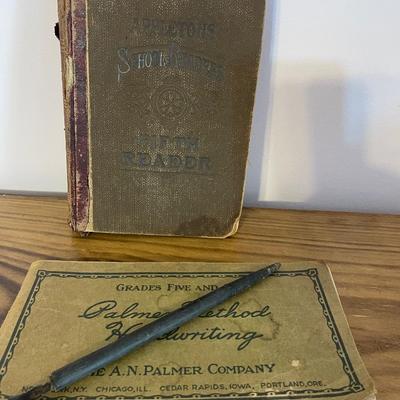 APPLETONS'
SCHOOL READERS
FIFTH
READER
GRADES FIVE AND
Palmer Method
Handwriting
THE A. N. PALMER COMPANY
NEW YORK, N.Y. CHICAGO, ILL. CEDAR RAPIDS, IOWA, PORTLAND, ORE.